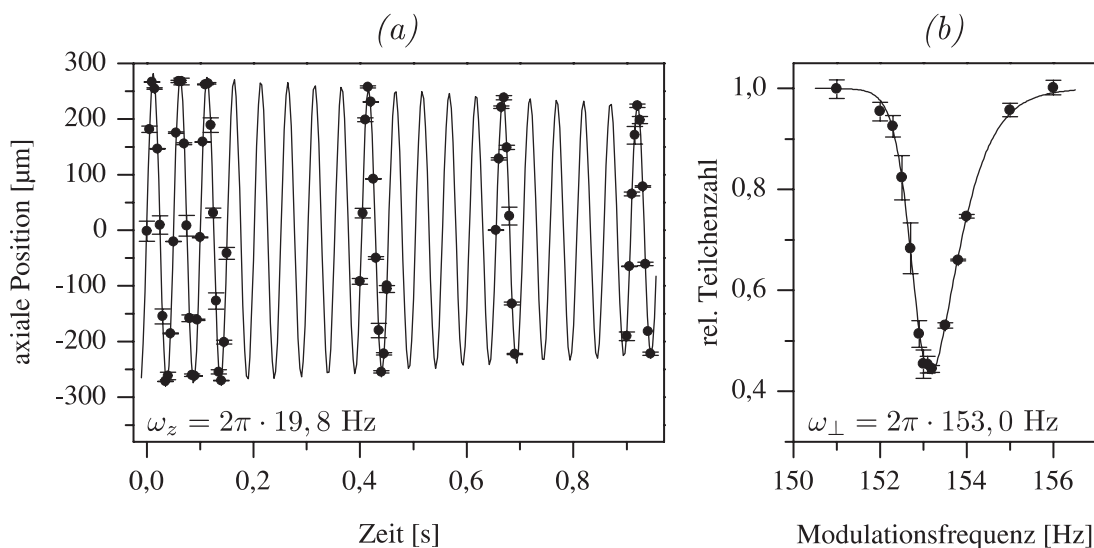 (a)
(b)
300
200
100
0
-100
-200
-300
axiale Position [µm]
ω_z = 2π · 19,8 Hz
0,0 0,2 0,4 0,6 0,8
Zeit [s]
1,0
0,8
0,6
0,4
rel. Teilchenzahl
ω_⊥ = 2π · 153,0 Hz
150 152 154 156
Modulationsfrequenz [Hz]